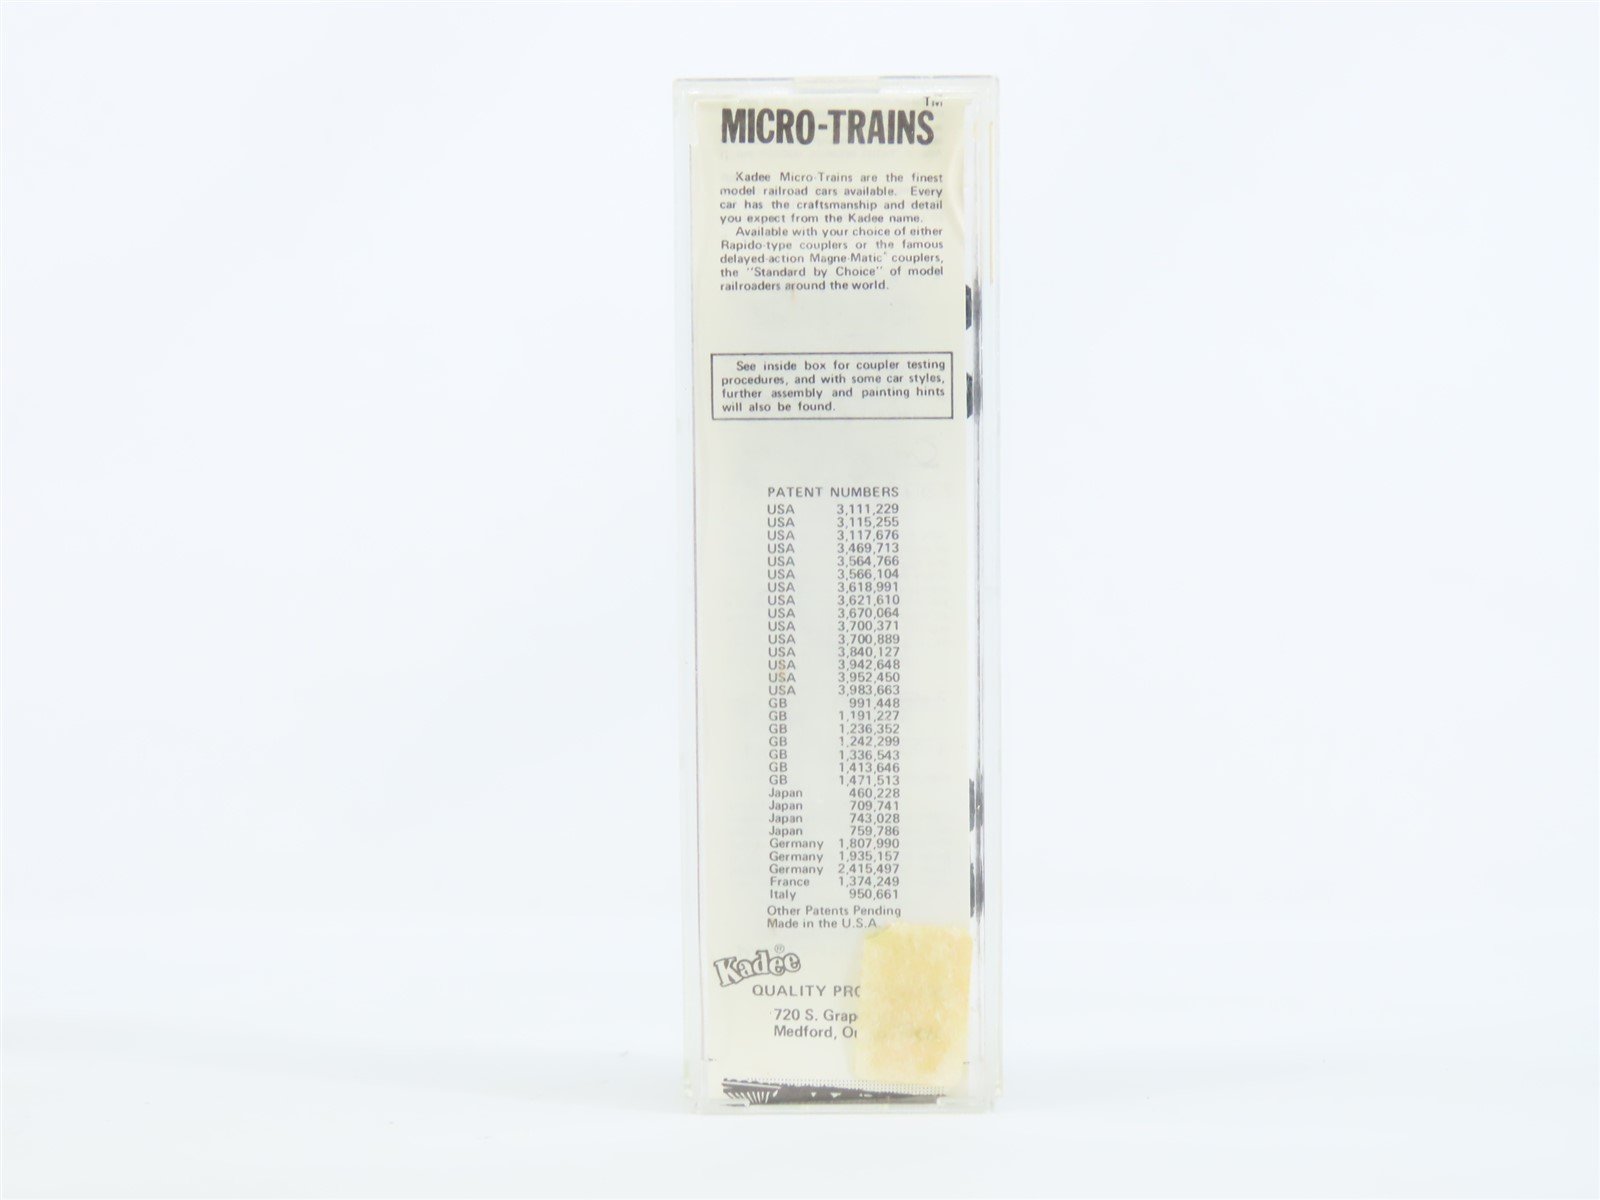 TM
MICRO-TRAINS
Kadee Micro-Trains are the finest
model railroad cars available. Every
car has the craftsmanship and detail
you expect from the Kadee name.
Available with your choice of either
Rapido-type couplers or the famous
delayed-action Magne-Matic® couplers,
the "Standard by Choice" of model
railroaders around the world.
See inside box for coupler testing
procedures, and with some car styles,
further assembly and painting hints
will also be found.
PATENT NUMBERS
USA 3,111,229
USA 3,115,255
USA 3,117,676
USA 3,469,713
USA 3,564,766
USA 3,566,104
USA 3,618,991
USA 3,621,610
USA 3,670,064
USA 3,700,371
USA 3,700,889
USA 3,840,127
USA 3,942,648
USA 3,952,450
USA 3,983,663
GB 991,448
GB 1,191,227
GB 1,236,352
GB 1,242,299
GB 1,336,543
GB 1,413,646
GB 1,471,513
Japan 460,228
Japan 709,741
Japan 743,028
Japan 759,786
Germany 1,807,990
Germany 1,935,157
Germany 2,415,497
France 1,374,249
Italy 950,661
Other Patents Pending
Made in the U.S.A.
Kadee®
QUALITY
720 S.
Medford,